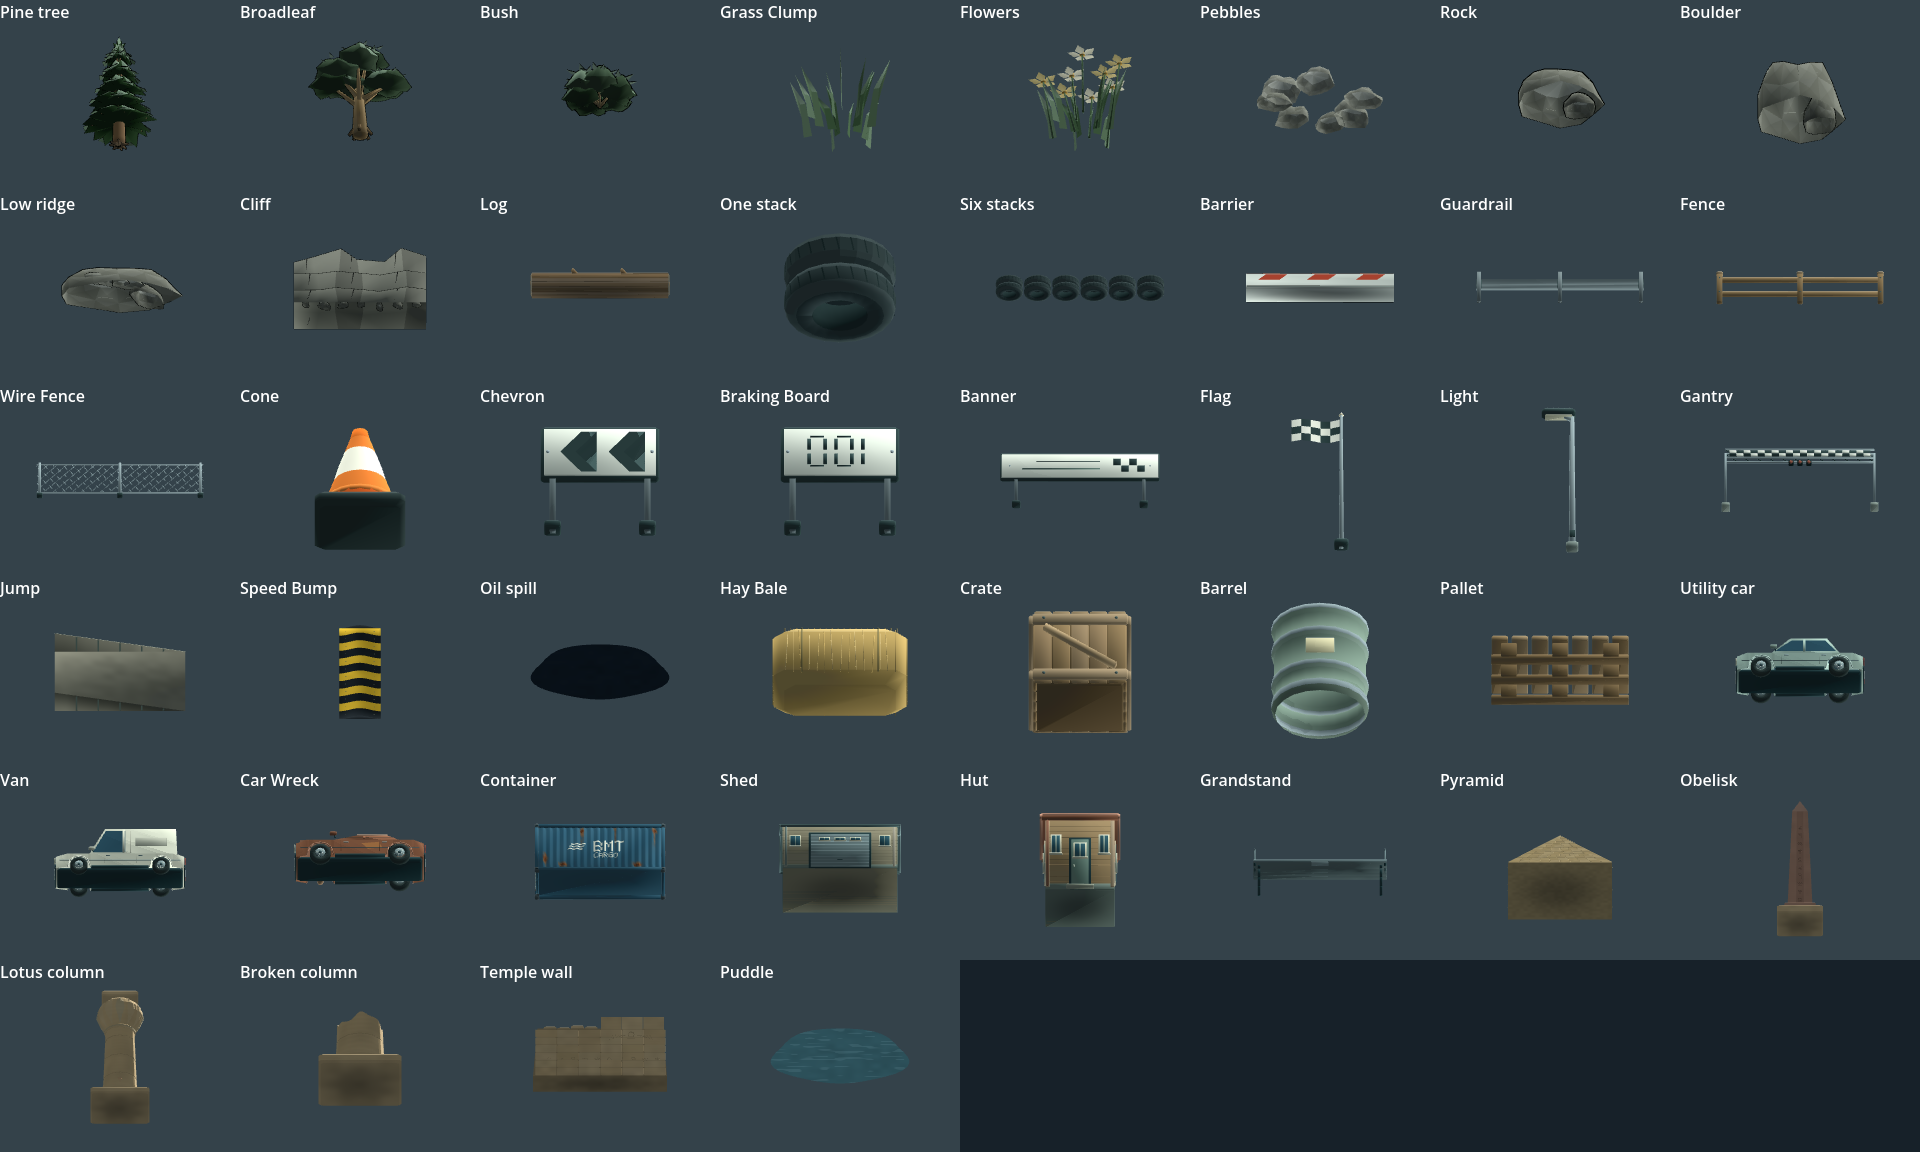 Pine tree
Broadleaf
Bush
Grass Clump
Flowers
Pebbles
Rock
Boulder
Low ridge
Cliff
Log
One stack
Six stacks
Barrier
Guardrail
Fence
Wire Fence
Cone
Chevron
Braking Board
001
Banner
Flag
Light
Gantry
Jump
Speed Bump
Oil spill
Hay Bale
Crate
Barrel
Pallet
Utility car
Van
Car Wreck
Container
BMT
CARGO
Shed
Hut
Grandstand
Pyramid
Obelisk
Lotus column
Broken column
Temple wall
Puddle